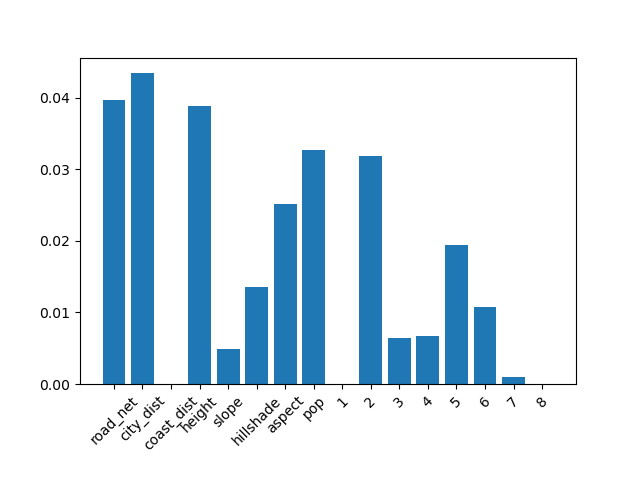 0.04
0.03
0.02
0.01
0.00
road_net
city_dist
coast_dist
height
slope
hillshade
aspect
pop
1
2
3
4
5
6
7
8